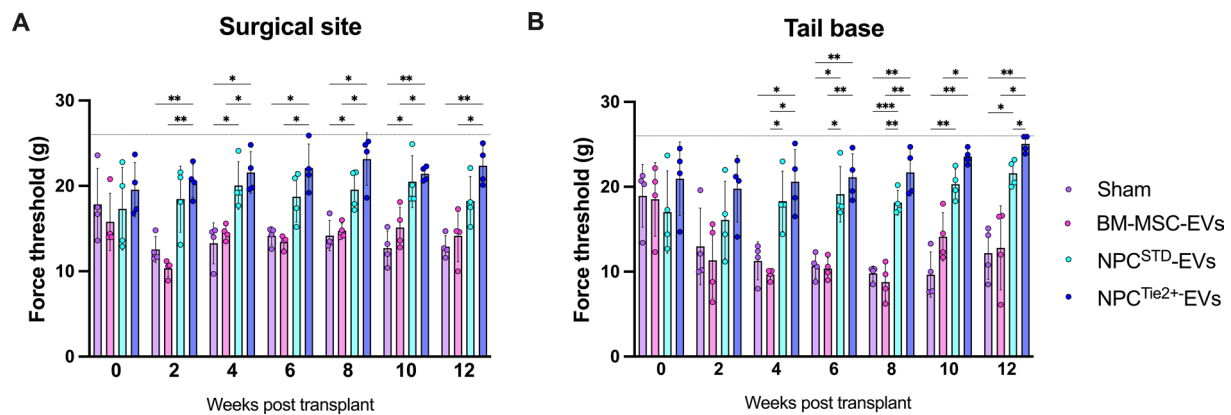 A
Surgical site
Force threshold (g)
30
20
10
0
** ** * * * * * * * * * ** * * ** *
0 2 4 6 8 10 12
Weeks post transplant
B
Tail base
Force threshold (g)
30
20
10
0
* * * ** * ** * ** ** *** ** * ** ** ** * * *
0 2 4 6 8 10 12
Weeks post transplant
Sham
BM-MSC-EVs
NPCSTD-EVs
NPCTie2+-EVs